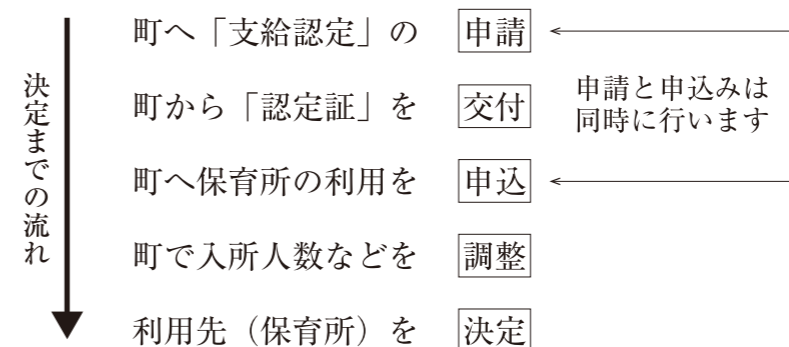 決定までの流れ
町へ「支給認定」の 申請
町から「認定証」を 交付
申請と申込みは
同時に行います
町へ保育所の利用を 申込
町で入所人数などを 調整
利用先（保育所）を 決定